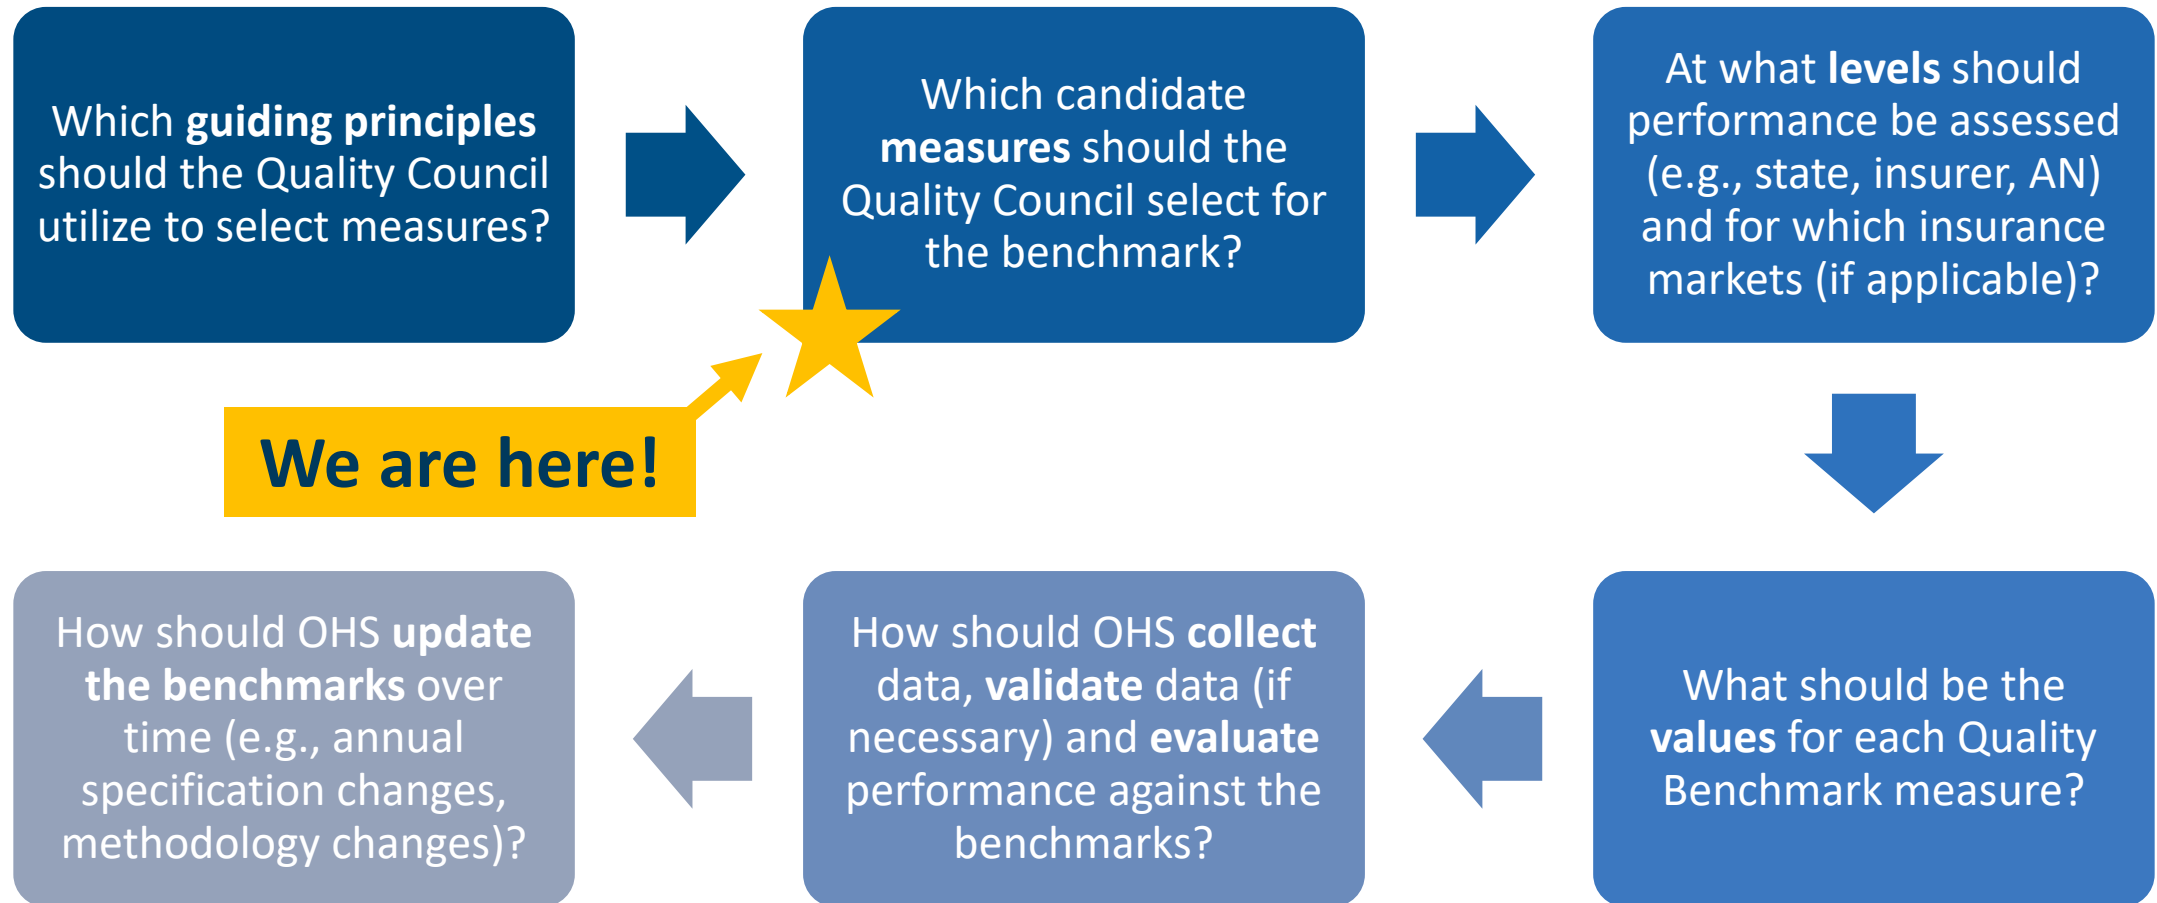 Which guiding principles
should the Quality Council
utilize to select measures?
Which candidate
measures should the
Quality Council select for
the benchmark?
At what levels should
performance be assessed
(e.g., state, insurer, AN)
and for which insurance
markets (if applicable)?
We are here!
What should be the
values for each Quality
Benchmark measure?
How should OHS collect
data, validate data (if
necessary) and evaluate
performance against the
benchmarks?
How should OHS update
the benchmarks over
time (e.g., annual
specification changes,
methodology changes)?